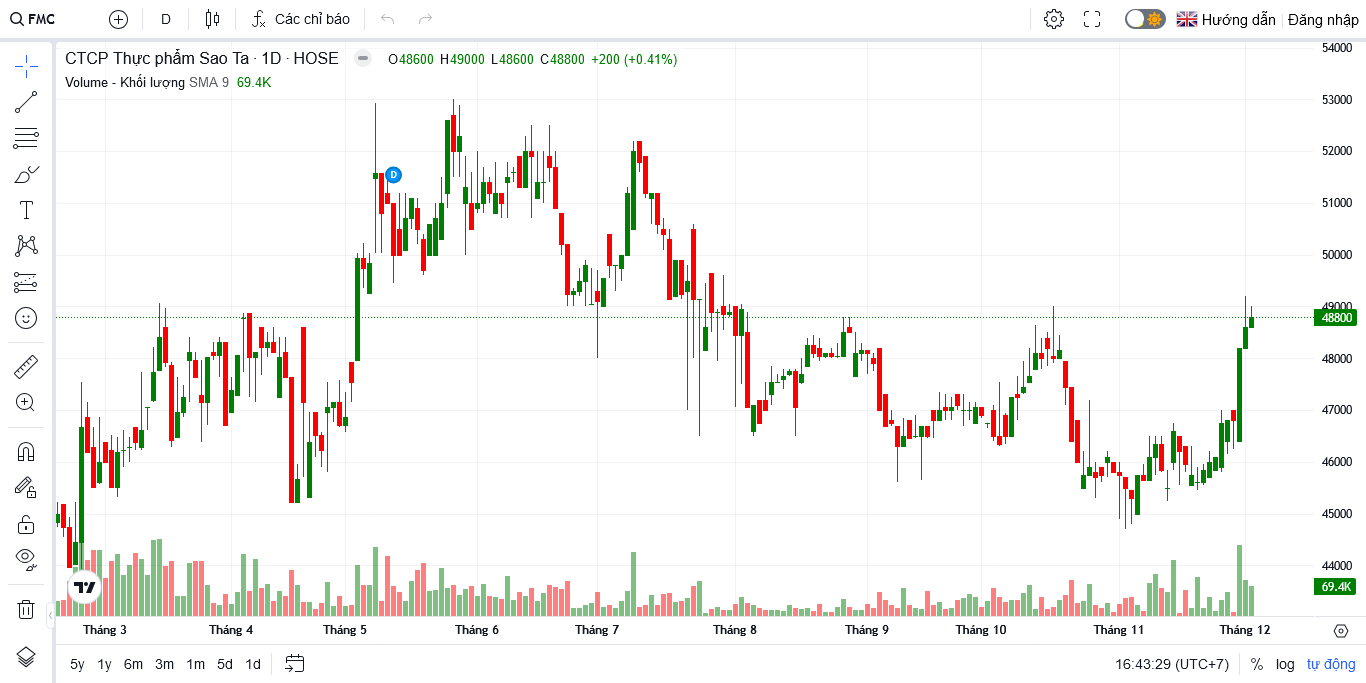 FMC D Các chỉ báo Hướng dẫn Đăng nhập
CTCP Thực phẩm Sao Ta · 1D · HOSE O48600 H49000 L48600 C48800 +200 (+0.41%)
Volume - Khối lượng SMA 9 69.4K
D
54000
53000
52000
51000
50000
49000
48800
48000
47000
46000
45000
44000
69.4K
Tháng 3 Tháng 4 Tháng 5 Tháng 6 Tháng 7 Tháng 8 Tháng 9 Tháng 10 Tháng 11 Tháng 12
5y 1y 6m 3m 1m 5d 1d 16:43:29 (UTC+7) % log tự động